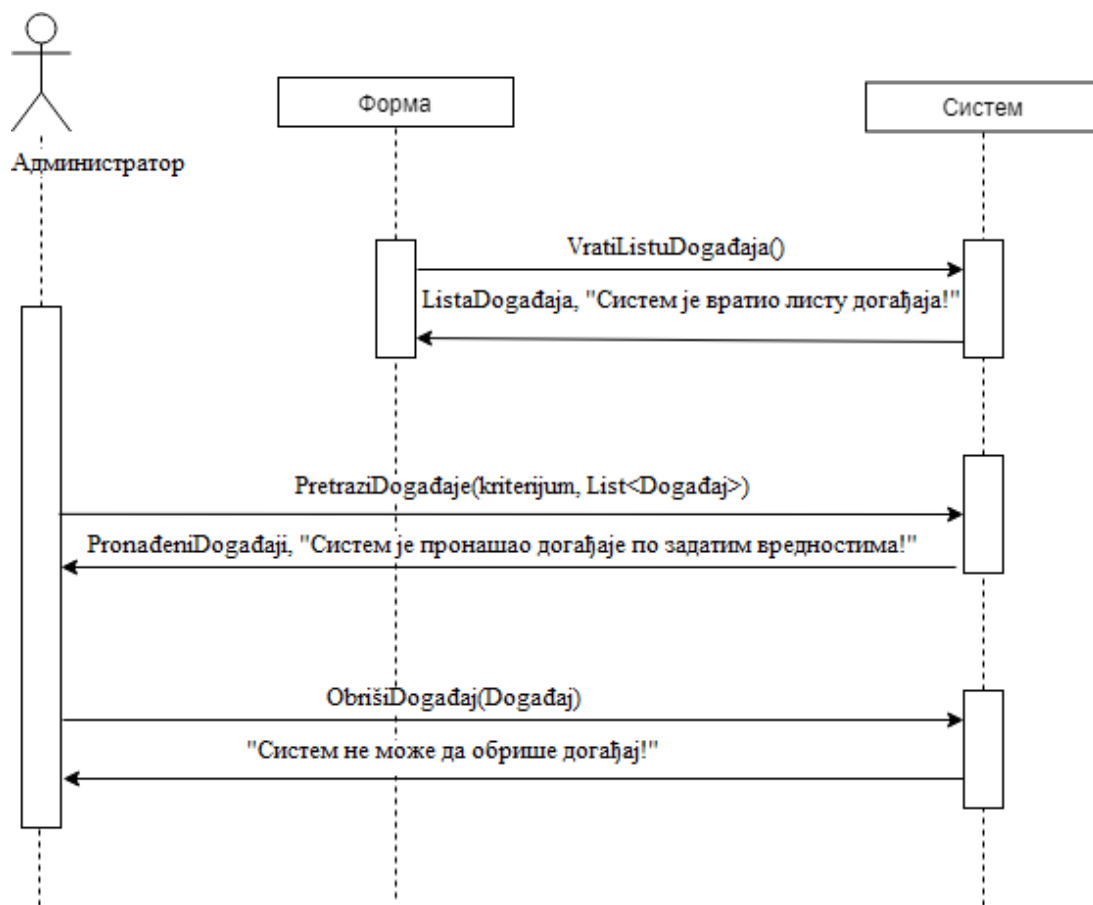 Форма
Систем
Администратор
VratiListuDogađaja()
ListaDogađaja, "Систем је вратио листу догађаја!"
PretraziDogađaje(kriterijum, List<Događaj>)
PronađeniDogađaji, "Систем је пронашао догађаје по задатим вредностима!"
ObrišiDogađaj(Događaj)
"Систем не може да обрише догађај!"